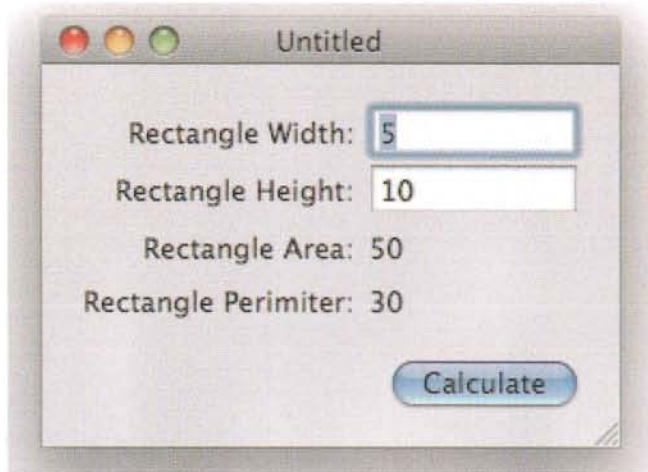 Untitled
Rectangle Width: 5
Rectangle Height: 10
Rectangle Area: 50
Rectangle Perimiter: 30
Calculate